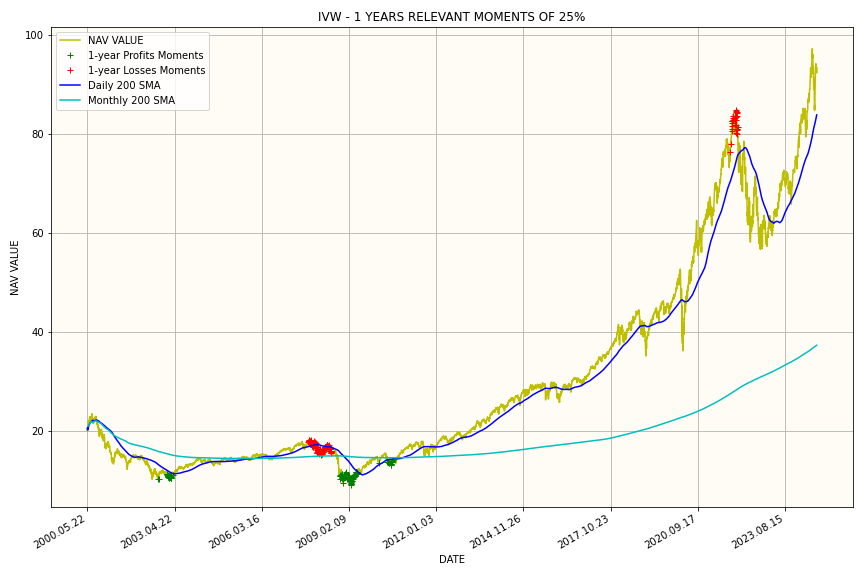 IVW - 1 YEARS RELEVANT MOMENTS OF 25%
NAV VALUE
1-year Profits Moments
1-year Losses Moments
Daily 200 SMA
Monthly 200 SMA
100
80
60
40
20
NAV VALUE
2000.05.22
2003.04.22
2006.03.16
2009.02.09
2012.01.03
2014.11.26
2017.10.23
2020.09.17
2023.08.15
DATE